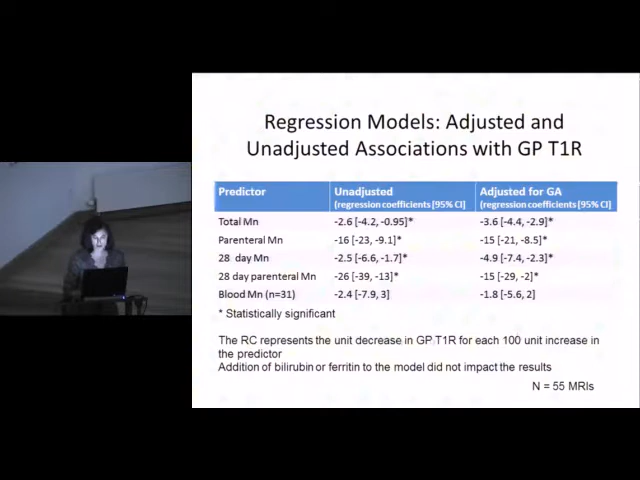 Regression Models: Adjusted and
Unadjusted Associations with GP T1R
Predictor Unadjusted Adjusted for GA
(regression coefficients [95% CI] (regression coefficients [95% CI]
Total Mn -2.6 [-4.2, -0.95]* -3.6 [-4.4, -2.9]*
Parenteral Mn -16 [-23, -9.1]* -15 [-21, -8.5]*
28 day Mn -2.5 [-6.6, -1.7]* -4.9 [-7.4, -2.3]*
28 day parenteral Mn -26 [-39, -13]* -15 [-29, -2]*
Blood Mn (n=31) -2.4 [-7.9, 3] -1.8 [-5.6, 2]
* Statistically significant
The RC represents the unit decrease in GP T1R for each 100 unit increase in
the predictor
Addition of bilirubin or ferritin to the model did not impact the results
N = 55 MRIs